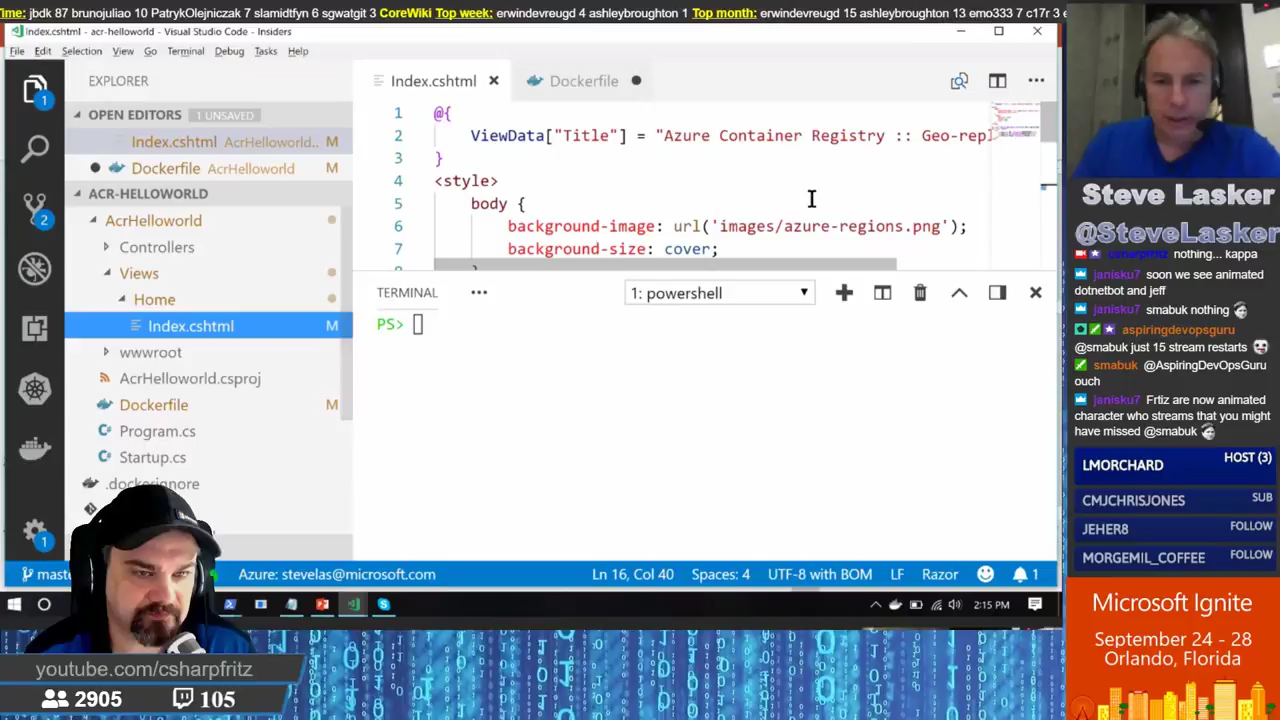 Time: jbdk 87 brunojuliao 10 PatrykOlejniczak 7 slamidtfyn 6 sgwatgit 3 CoreWiki Top week: erwindevreugd 4 ashleybroughton 1 Top month: erwindevreugd 15 ashleybroughton 13 emo333 7 c17r 3 e
Index.cshtml - acr-helloworld - Visual Studio Code - Insiders
File Edit Selection View Go Terminal Debug Tasks Help
EXPLORER
OPEN EDITORS 1 UNSAVED
Index.cshtml AcrHelloworld... M
Dockerfile AcrHelloworld M
ACR-HELLOWORLD
AcrHelloworld
Controllers
Views
Home
Index.cshtml M
wwwroot
AcrHelloworld.csproj
Dockerfile M
Program.cs
Startup.cs
.dockerignore
1
2
1
Index.cshtml
Dockerfile
1 @{
2 ViewData["Title"] = "Azure Container Registry :: Geo-repl
3 }
4 <style>
5 body {
6 background-image: url('images/azure-regions.png');
7 background-size: cover;
TERMINAL
1: powershell
PS>
mast
Azure: stevelas@microsoft.com
Ln 16, Col 40 Spaces: 4 UTF-8 with BOM LF Razor 1
2:15 PM
Steve Lasker
@SteveLasker
csharpfritz nothing... kappa
janisku7 soon we see animated
dotnetbot and jeff
janisku7 smabuk nothing
aspiringdevopsguru
@smabuk just 15 stream restarts
smabuk @AspiringDevOpsGuru
ouch
janisku7 Frtiz are now animated
character who streams that you might
have missed @smabuk
LMORCHARD HOST (3)
CMJCHRISJONES SUB
JEHER8 FOLLOW
MORGEMIL_COFFEE FOLLOW
Microsoft Ignite
September 24 - 28
Orlando, Florida
youtube.com/csharpfritz
2905 105